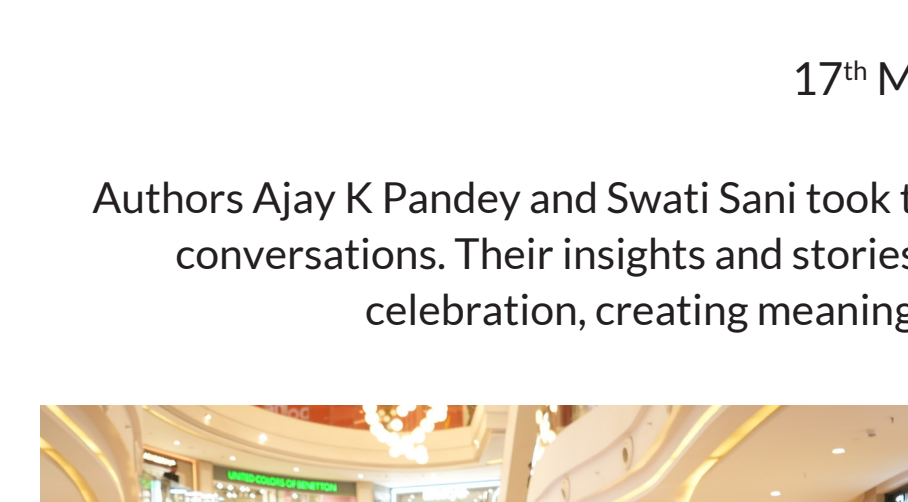 17th M
Authors Ajay K Pandey and Swati Sani took t
conversations. Their insights and stories
celebration, creating meaning
UNITED COLORS OF BENETTON